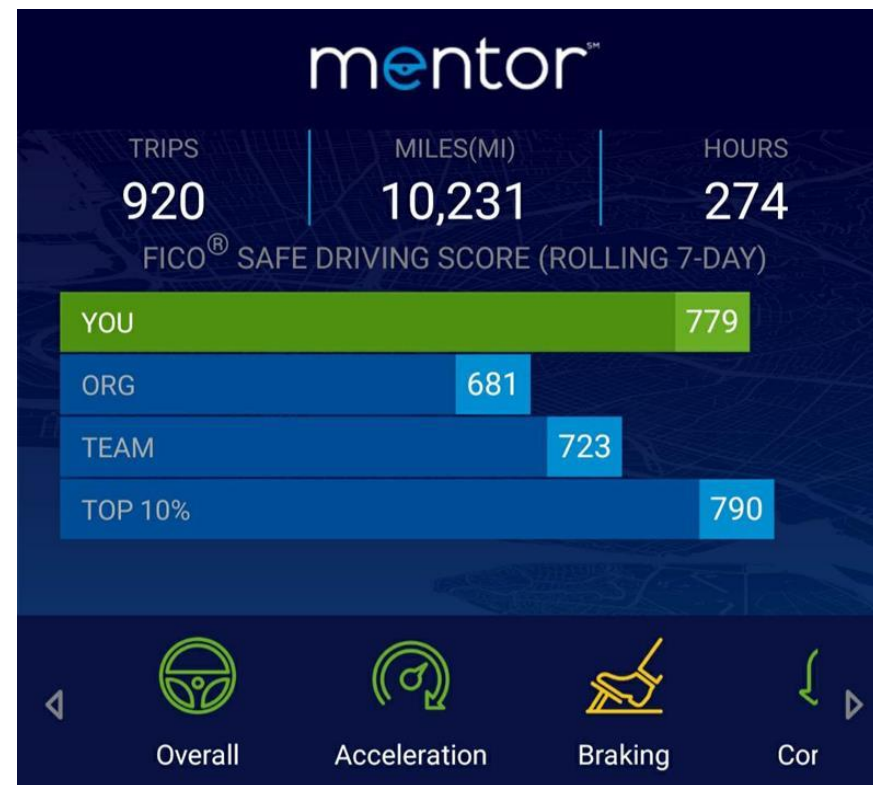 mentor℠
TRIPS MILES(MI) HOURS
920 10,231 274
FICO® SAFE DRIVING SCORE (ROLLING 7-DAY)
YOU 779
ORG 681
TEAM 723
TOP 10% 790
Overall Acceleration Braking Cor